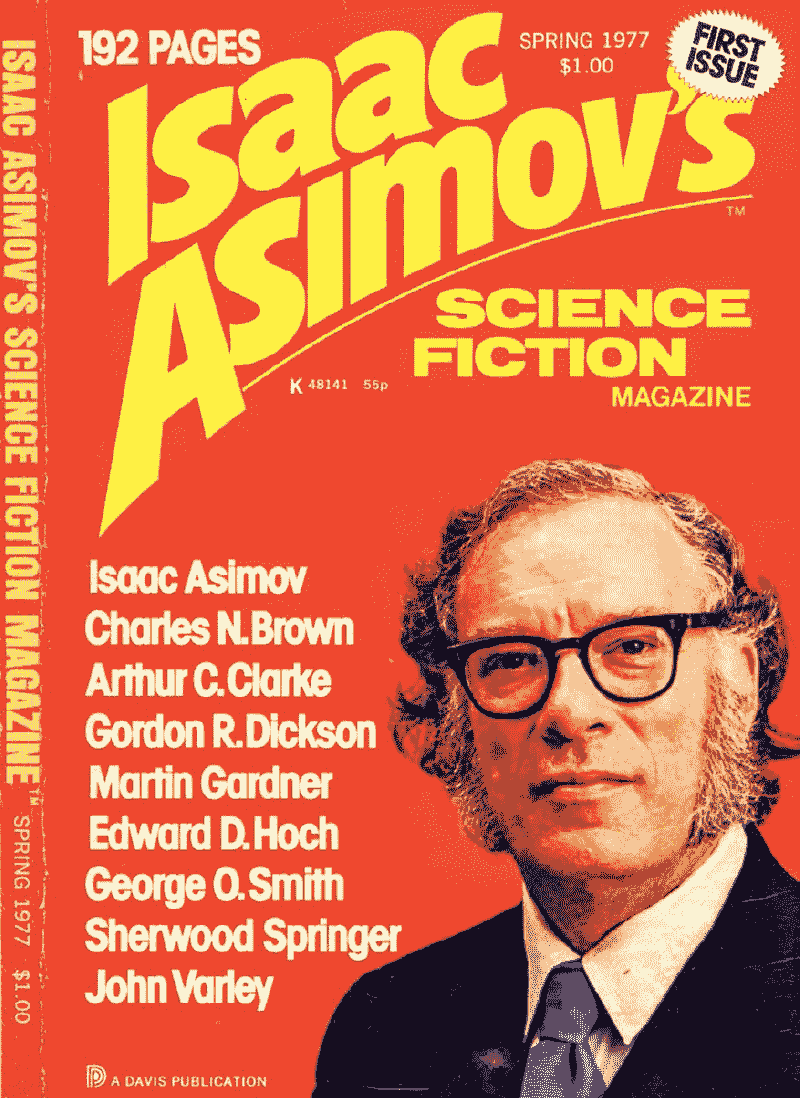 192 PAGES
SPRING 1977
$1.00
FIRST
ISSUE
Isaac
Asimov's
TM
SCIENCE
FICTION
MAGAZINE
K 48141 55p
Isaac Asimov
Charles N. Brown
Arthur C. Clarke
Gordon R. Dickson
Martin Gardner
Edward D. Hoch
George O. Smith
Sherwood Springer
John Varley
A DAVIS PUBLICATION
ISAAC ASIMOV'S SCIENCE FICTION MAGAZINE TM SPRING 1977 $1.00